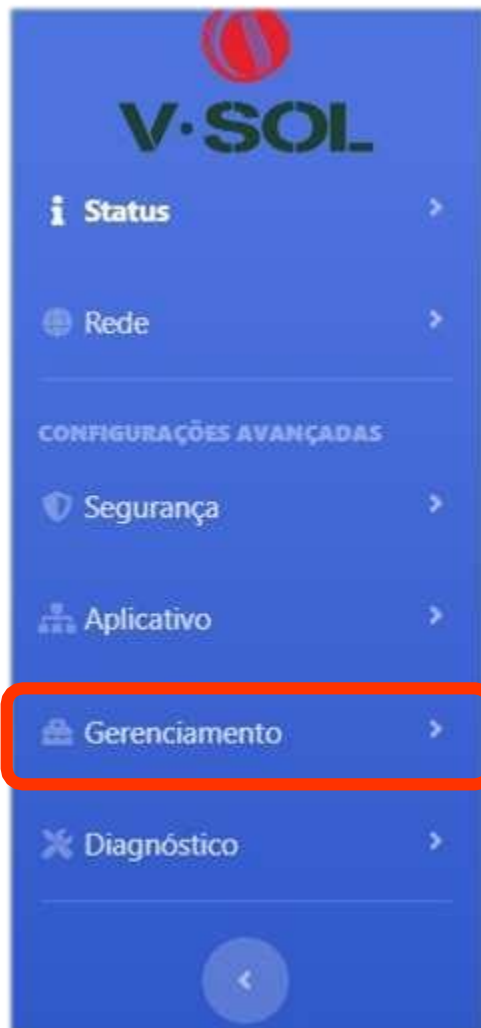 V·SOL
Status
Rede
CONFIGURAÇÕES AVANÇADAS
Segurança
Aplicativo
Gerenciamento
Diagnóstico